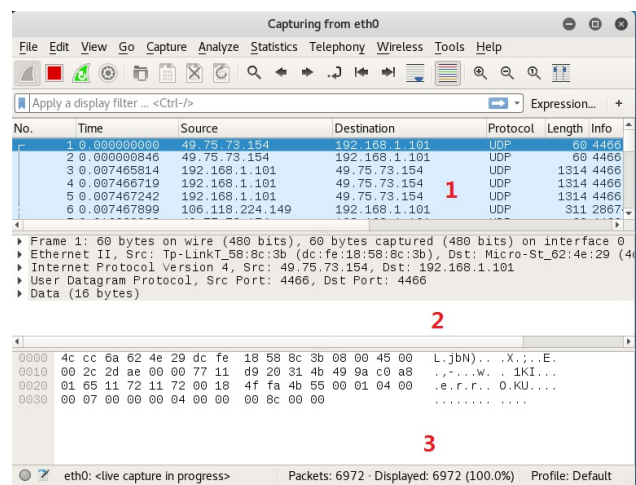 Capturing from eth0
File Edit View Go Capture Analyze Statistics Telephony Wireless Tools Help
Apply a display filter ... <Ctrl-/> Expression... +
No. Time Source Destination Protocol Length Info
1 0.000000000 49.75.73.154 192.168.1.101 UDP 60 4466
2 0.000000846 49.75.73.154 192.168.1.101 UDP 60 4466
3 0.007465814 192.168.1.101 49.75.73.154 UDP 1314 4466
4 0.007466719 192.168.1.101 49.75.73.154 UDP 1314 4466
5 0.007467242 192.168.1.101 49.75.73.154 UDP 1314 4466
6 0.007467899 106.118.224.149 192.168.1.101 UDP 311 2867
1
Frame 1: 60 bytes on wire (480 bits), 60 bytes captured (480 bits) on interface 0
Ethernet II, Src: Tp-LinkT_58:8c:3b (dc:fe:18:58:8c:3b), Dst: Micro-St_62:4e:29 (4c
Internet Protocol Version 4, Src: 49.75.73.154, Dst: 192.168.1.101
User Datagram Protocol, Src Port: 4466, Dst Port: 4466
Data (16 bytes)
2
0000 4c cc 6a 62 4e 29 dc fe 18 58 8c 3b 08 00 45 00 L.jbN).. .X.;..E.
0010 00 2c 2d ae 00 00 77 11 d9 20 31 4b 49 9a c0 a8 .,-...w. . 1KI...
0020 01 65 11 72 11 72 00 18 4f fa 4b 55 00 01 04 00 .e.r.r.. O.KU....
0030 00 07 00 00 00 04 00 00 00 8c 00 00 ........ ....
3
eth0: <live capture in progress> Packets: 6972 · Displayed: 6972 (100.0%) Profile: Default